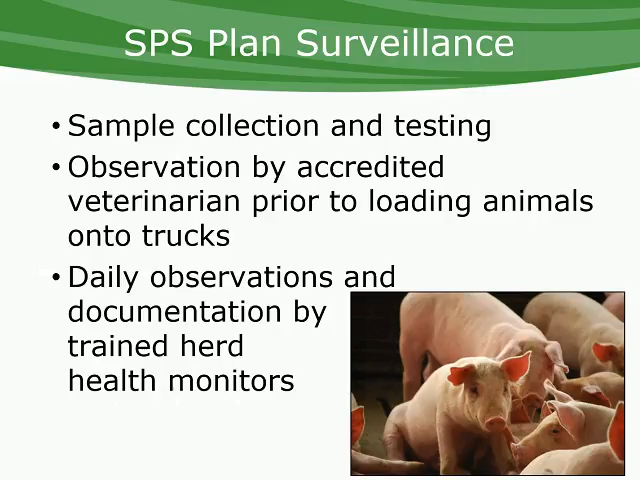 SPS Plan Surveillance
• Sample collection and testing
• Observation by accredited
veterinarian prior to loading animals
onto trucks
• Daily observations and
documentation by
trained herd
health monitors